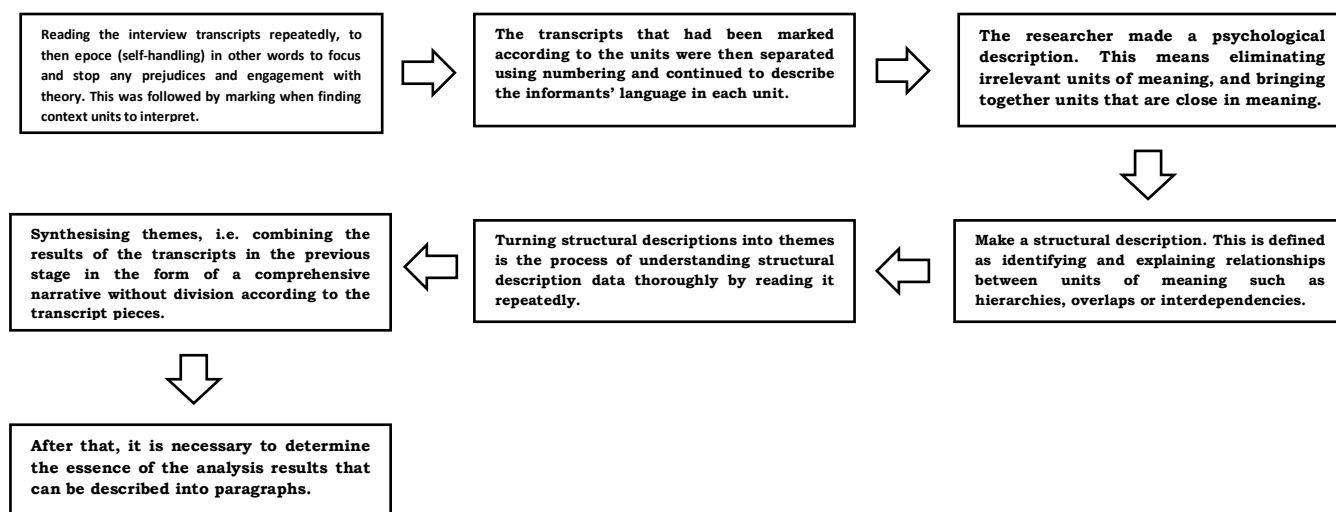 Reading the interview transcripts repeatedly, to
then epoce (self-handling) in other words to focus
and stop any prejudices and engagement with
theory. This was followed by marking when finding
context units to interpret.
The transcripts that had been marked
according to the units were then separated
using numbering and continued to describe
the informants’ language in each unit.
The researcher made a psychological
description. This means eliminating
irrelevant units of meaning, and bringing
together units that are close in meaning.
Make a structural description. This is defined
as identifying and explaining relationships
between units of meaning such as
hierarchies, overlaps or interdependencies.
Turning structural descriptions into themes
is the process of understanding structural
description data thoroughly by reading it
repeatedly.
Synthesising themes, i.e. combining the
results of the transcripts in the previous
stage in the form of a comprehensive
narrative without division according to the
transcript pieces.
After that, it is necessary to determine
the essence of the analysis results that
can be described into paragraphs.